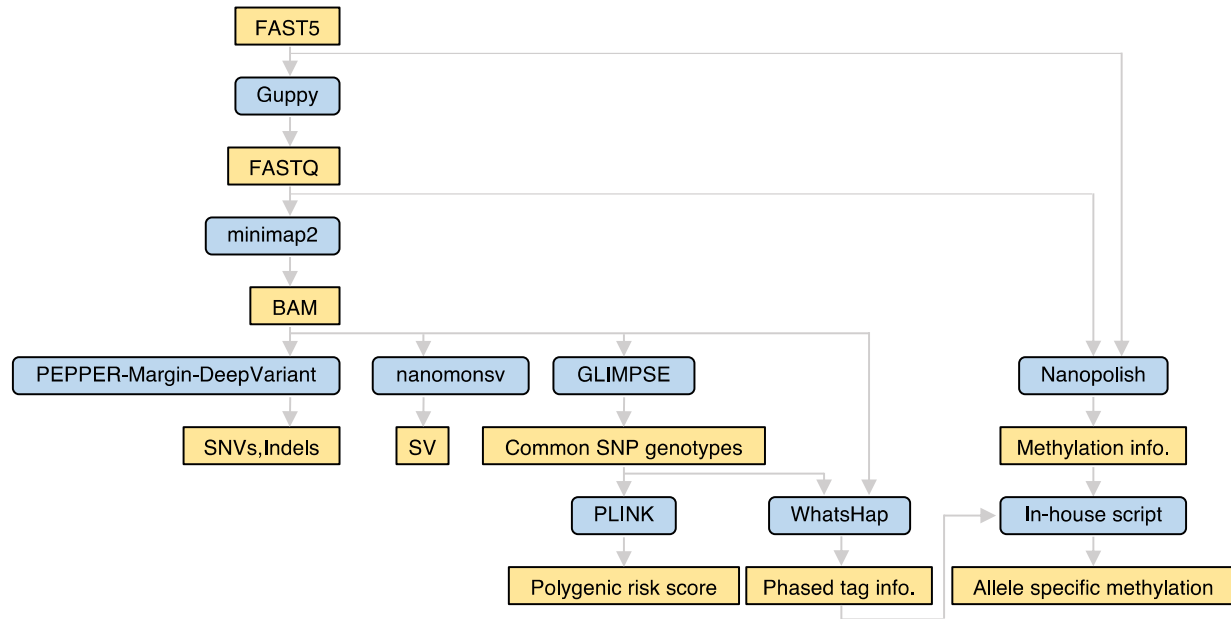 FAST5
Guppy
FASTQ
minimap2
BAM
PEPPER-Margin-DeepVariant
nanomonsv
GLIMPSE
Nanopolish
SNVs,Indels
SV
Common SNP genotypes
Methylation info.
PLINK
WhatsHap
In-house script
Polygenic risk score
Phased tag info.
Allele specific methylation